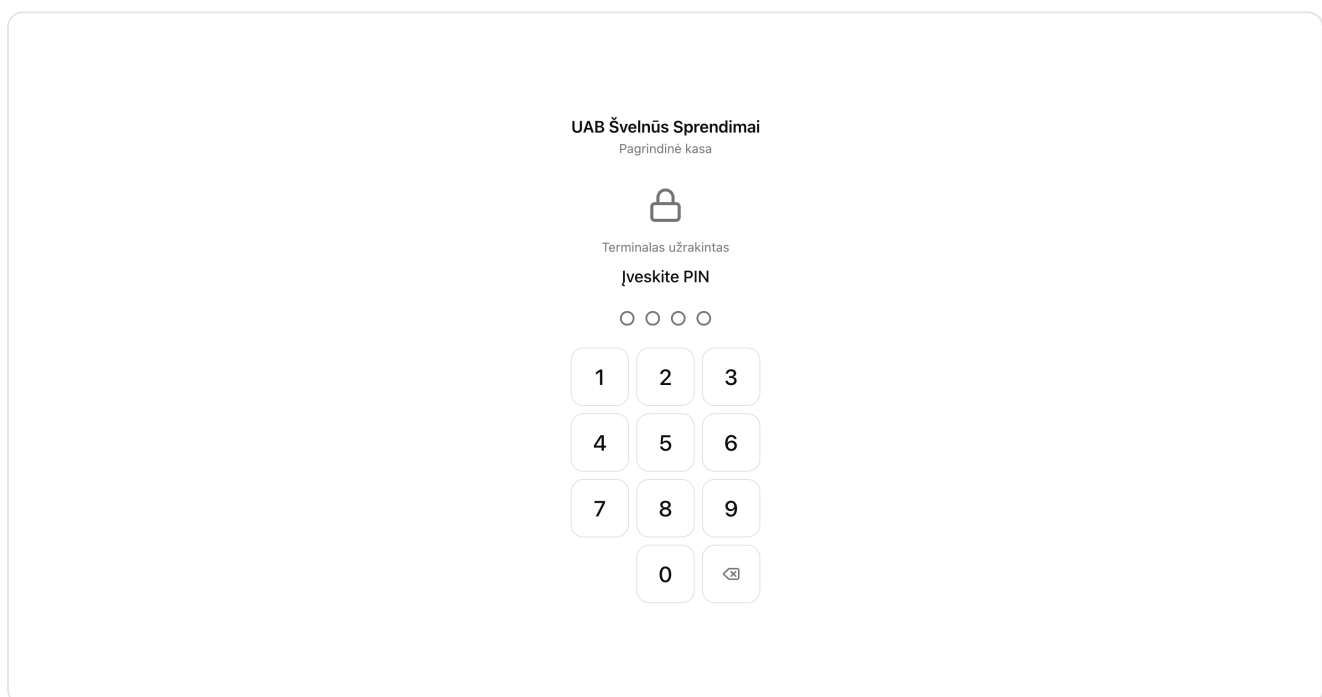 UAB Švelnūs Sprendimai
Pagrindinė kasa
Terminalas užrakintas
Įveskite PIN
1 2 3
4 5 6
7 8 9
0